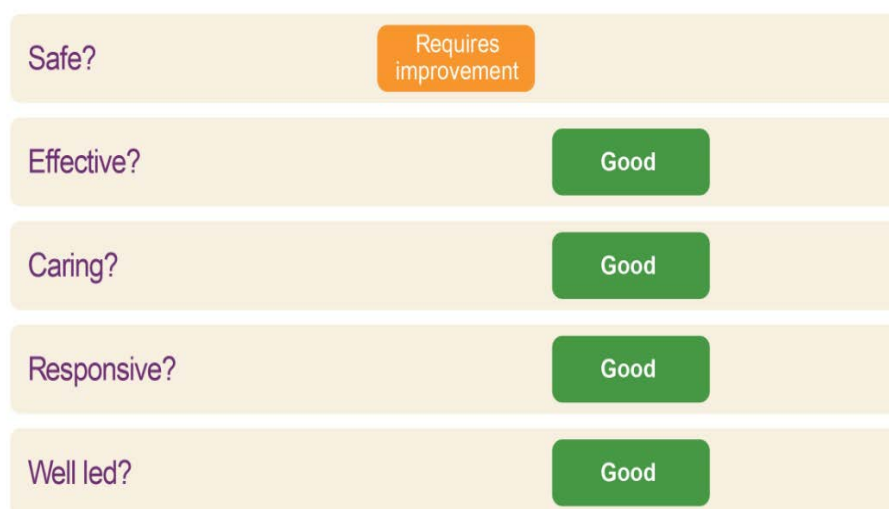 Safe?
Requires
improvement
Effective?
Good
Caring?
Good
Responsive?
Good
Well led?
Good